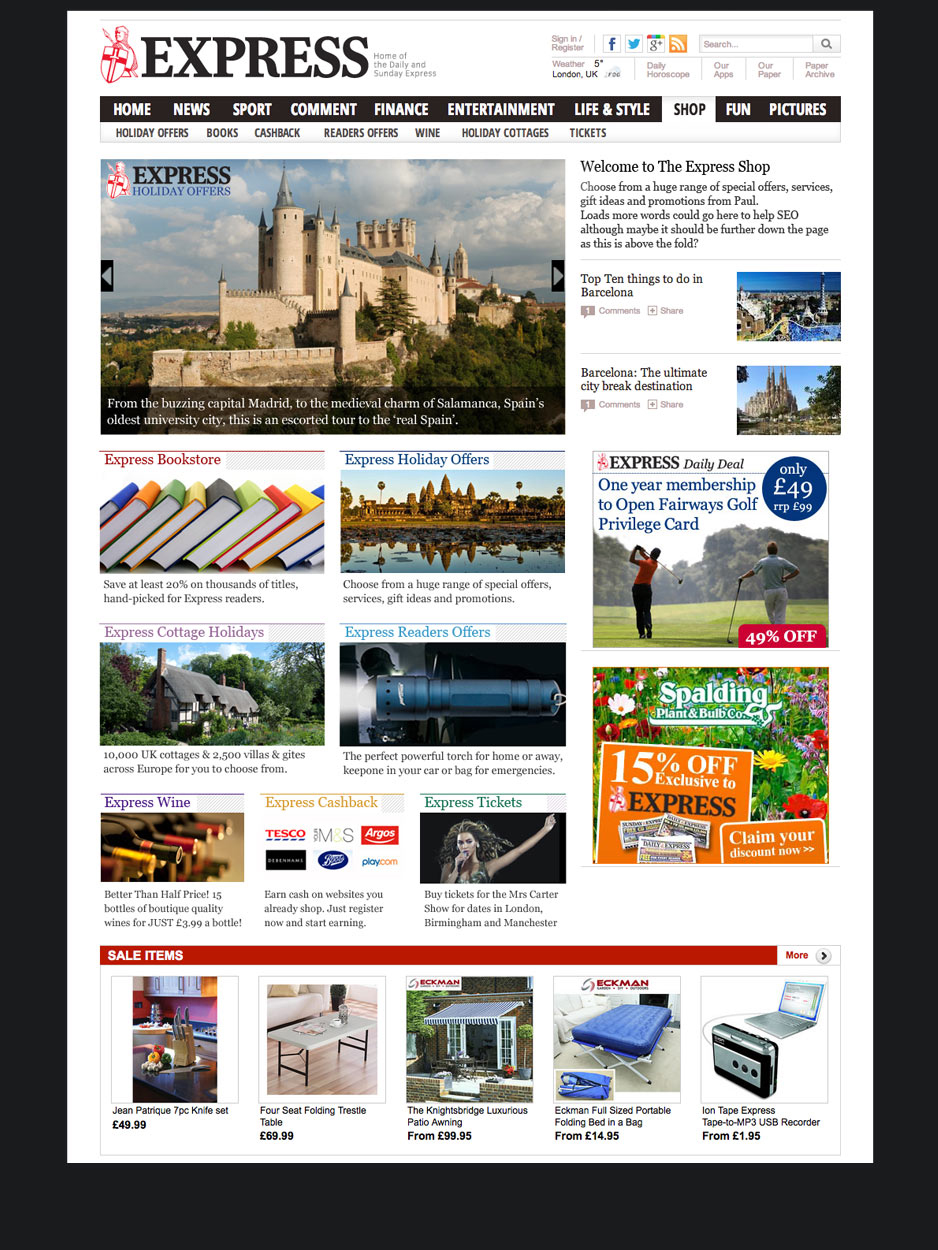 EXPRESS
Home of
the Daily and
Sunday Express
Sign in /
Register
Search...
Weather 5°
London, UK FOG
Daily
Horoscope
Our
Apps
Our
Paper
Paper
Archive
HOME NEWS SPORT COMMENT FINANCE ENTERTAINMENT LIFE & STYLE SHOP FUN PICTURES
HOLIDAY OFFERS BOOKS CASHBACK READERS OFFERS WINE HOLIDAY COTTAGES TICKETS
EXPRESS
HOLIDAY OFFERS
From the buzzing capital Madrid, to the medieval charm of Salamanca, Spain's
oldest university city, this is an escorted tour to the 'real Spain'.
Welcome to The Express Shop
Choose from a huge range of special offers, services,
gift ideas and promotions from Paul.
Loads more words could go here to help SEO
although maybe it should be further down the page
as this is above the fold?
Top Ten things to do in
Barcelona
1 Comments + Share
Barcelona: The ultimate
city break destination
1 Comments + Share
Express Bookstore
Save at least 20% on thousands of titles,
hand-picked for Express readers.
Express Holiday Offers
Choose from a huge range of special offers,
services, gift ideas and promotions.
EXPRESS Daily Deal
One year membership
to Open Fairways Golf
Privilege Card
only
£49
rrp £99
49% OFF
Express Cottage Holidays
10,000 UK cottages & 2,500 villas & gites
across Europe for you to choose from.
Express Readers Offers
The perfect powerful torch for home or away,
keepone in your car or bag for emergencies.
Spalding
Plant & Bulb Co.
15% OFF
Exclusive to
EXPRESS
DAILY EXPRESS
Claim your
discount now >>
Express Wine
Better Than Half Price! 15
bottles of boutique quality
wines for JUST £3.99 a bottle!
Express Cashback
TESCO
YOUR M&S
Argos
DEBENHAMS
Boots
play.com
Earn cash on websites you
already shop. Just register
now and start earning.
Express Tickets
Buy tickets for the Mrs Carter
Show for dates in London,
Birmingham and Manchester
SALE ITEMS
More
Jean Patrique 7pc Knife set
£49.99
Four Seat Folding Trestle
Table
£69.99
ECKMAN
The Knightsbridge Luxurious
Patio Awning
From £99.95
ECKMAN
GARDEN • DIY • OUTDOORS
Eckman Full Sized Portable
Folding Bed in a Bag
From £14.95
Ion Tape Express
Tape-to-MP3 USB Recorder
From £1.95